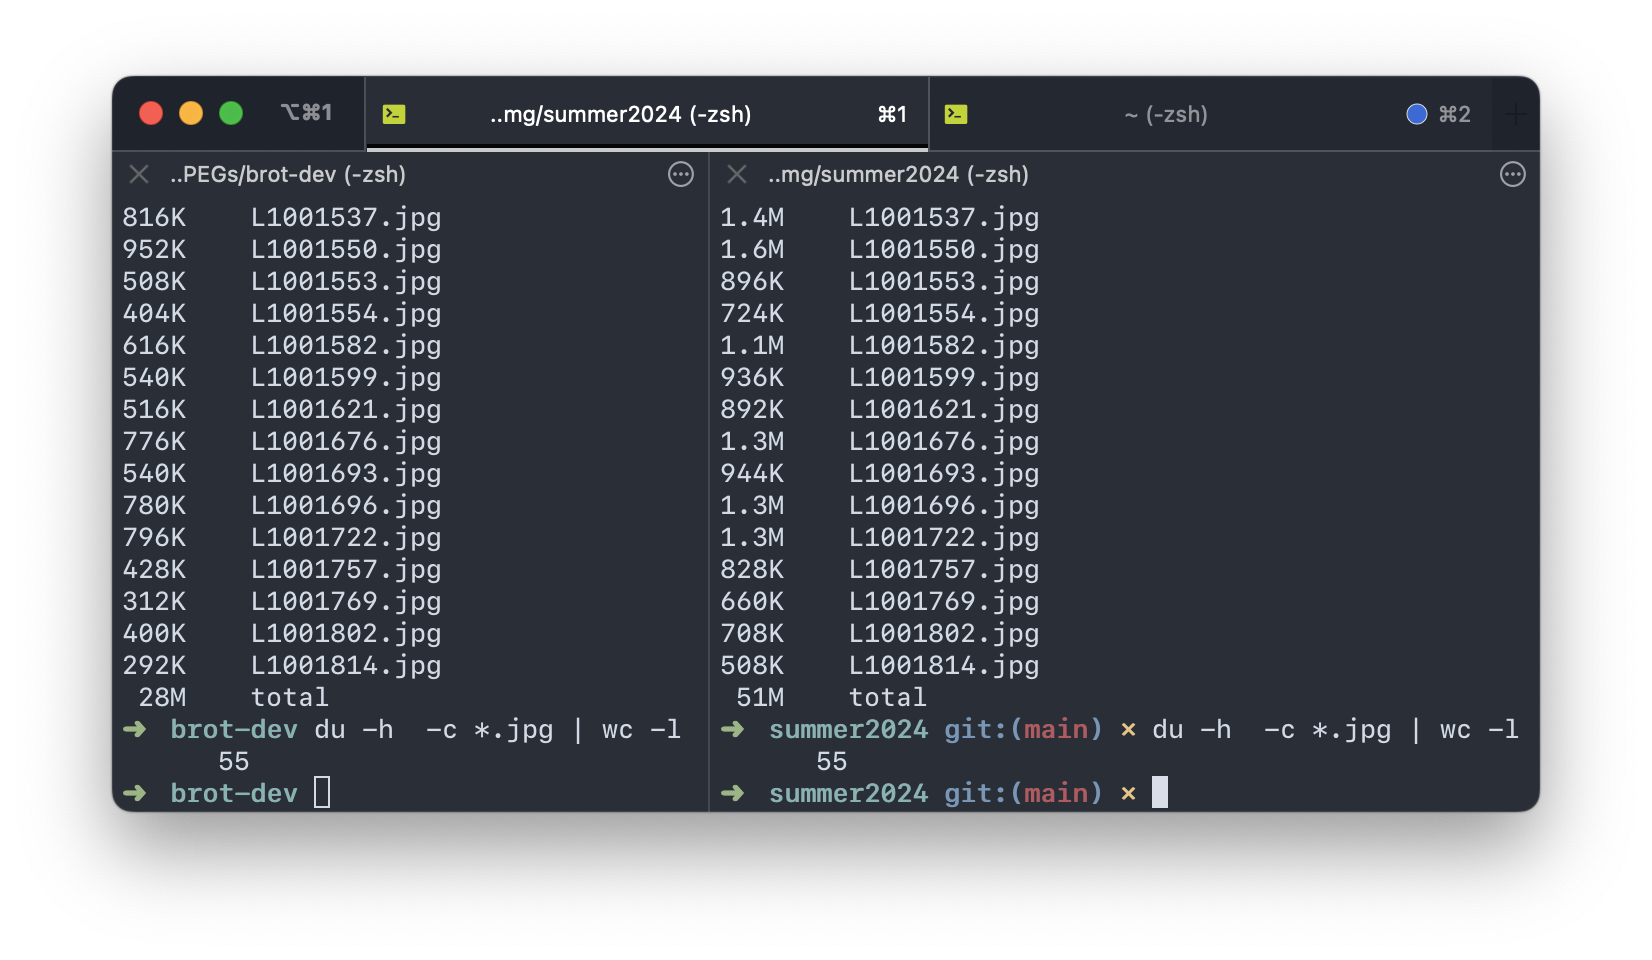 ⌥⌘1
..mg/summer2024 (-zsh) ⌘1
~ (-zsh) ⌘2
..PEGs/brot-dev (-zsh)
816K    L1001537.jpg
952K    L1001550.jpg
508K    L1001553.jpg
404K    L1001554.jpg
616K    L1001582.jpg
540K    L1001599.jpg
516K    L1001621.jpg
776K    L1001676.jpg
540K    L1001693.jpg
780K    L1001696.jpg
796K    L1001722.jpg
428K    L1001757.jpg
312K    L1001769.jpg
400K    L1001802.jpg
292K    L1001814.jpg
 28M    total
➜  brot-dev du -h  -c *.jpg | wc -l
      55
➜  brot-dev
..mg/summer2024 (-zsh)
1.4M    L1001537.jpg
1.6M    L1001550.jpg
896K    L1001553.jpg
724K    L1001554.jpg
1.1M    L1001582.jpg
936K    L1001599.jpg
892K    L1001621.jpg
1.3M    L1001676.jpg
944K    L1001693.jpg
1.3M    L1001696.jpg
1.3M    L1001722.jpg
828K    L1001757.jpg
660K    L1001769.jpg
708K    L1001802.jpg
508K    L1001814.jpg
 51M    total
➜  summer2024 git:(main) × du -h  -c *.jpg | wc -l
      55
➜  summer2024 git:(main) ×